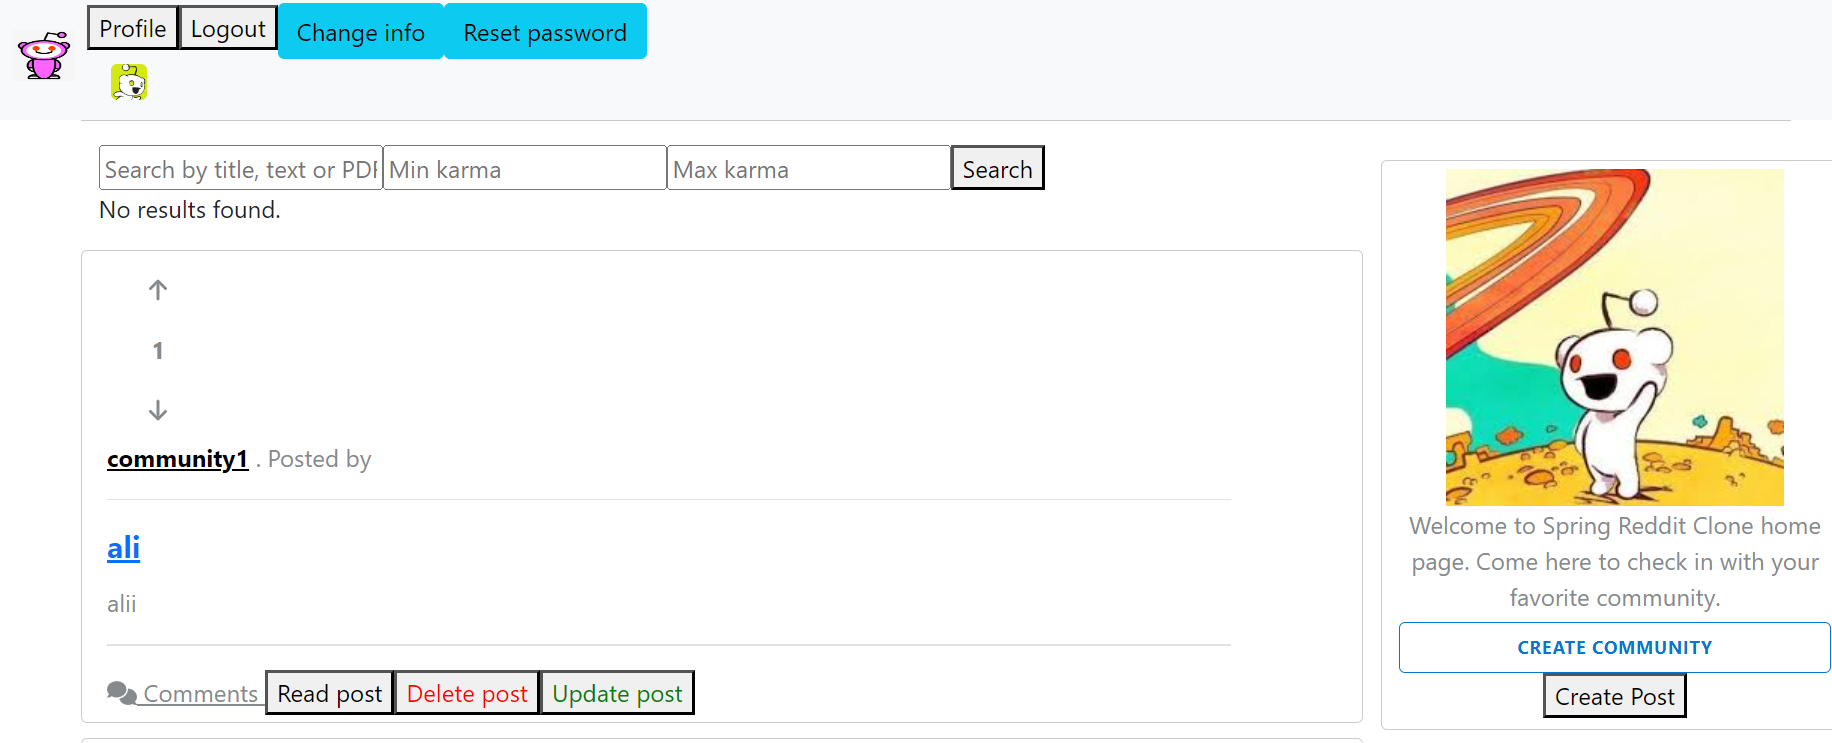 Profile Logout Change info Reset password
Search by title, text or PDF Min karma Max karma Search
No results found.
1
community1 . Posted by
ali
alii
Comments Read post Delete post Update post
Welcome to Spring Reddit Clone home
page. Come here to check in with your
favorite community.
CREATE COMMUNITY
Create Post